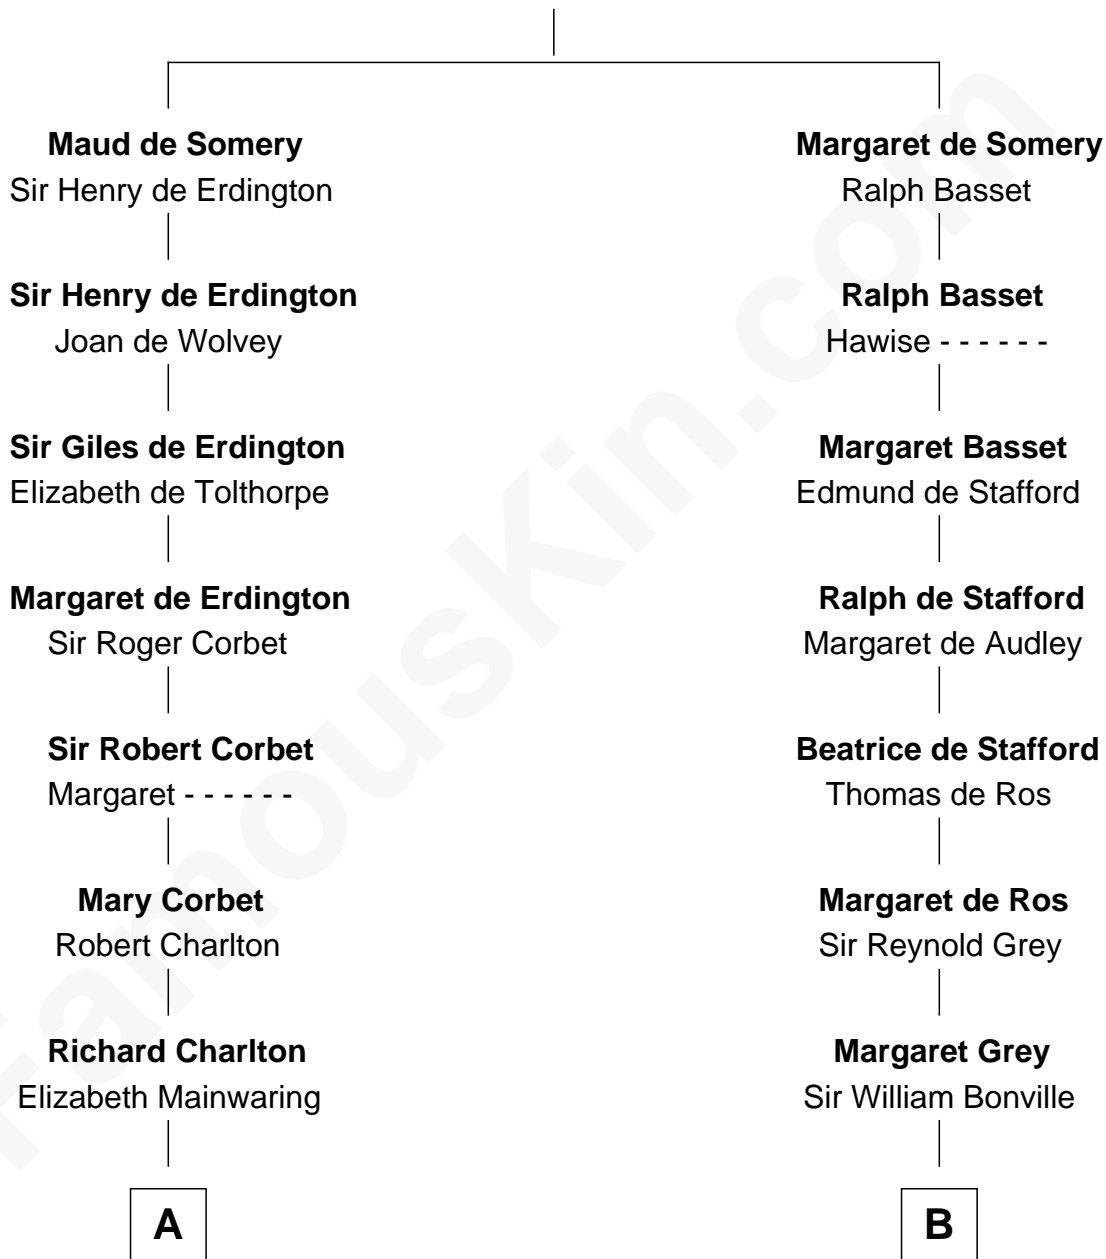 Maud de Somery
Sir Henry de Erdington
Sir Henry de Erdington
Joan de Wolvey
Sir Giles de Erdington
Elizabeth de Tolthorpe
Margaret de Erdington
Sir Roger Corbet
Sir Robert Corbet
Margaret - - - - - -
Mary Corbet
Robert Charlton
Richard Charlton
Elizabeth Mainwaring
A
Margaret de Somery
Ralph Basset
Ralph Basset
Hawise - - - - - -
Margaret Basset
Edmund de Stafford
Ralph de Stafford
Margaret de Audley
Beatrice de Stafford
Thomas de Ros
Margaret de Ros
Sir Reynold Grey
Margaret Grey
Sir William Bonville
B
FamousKin.com